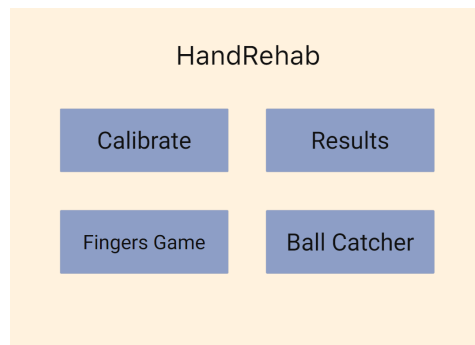 HandRehab
Calibrate
Results
Fingers Game
Ball Catcher